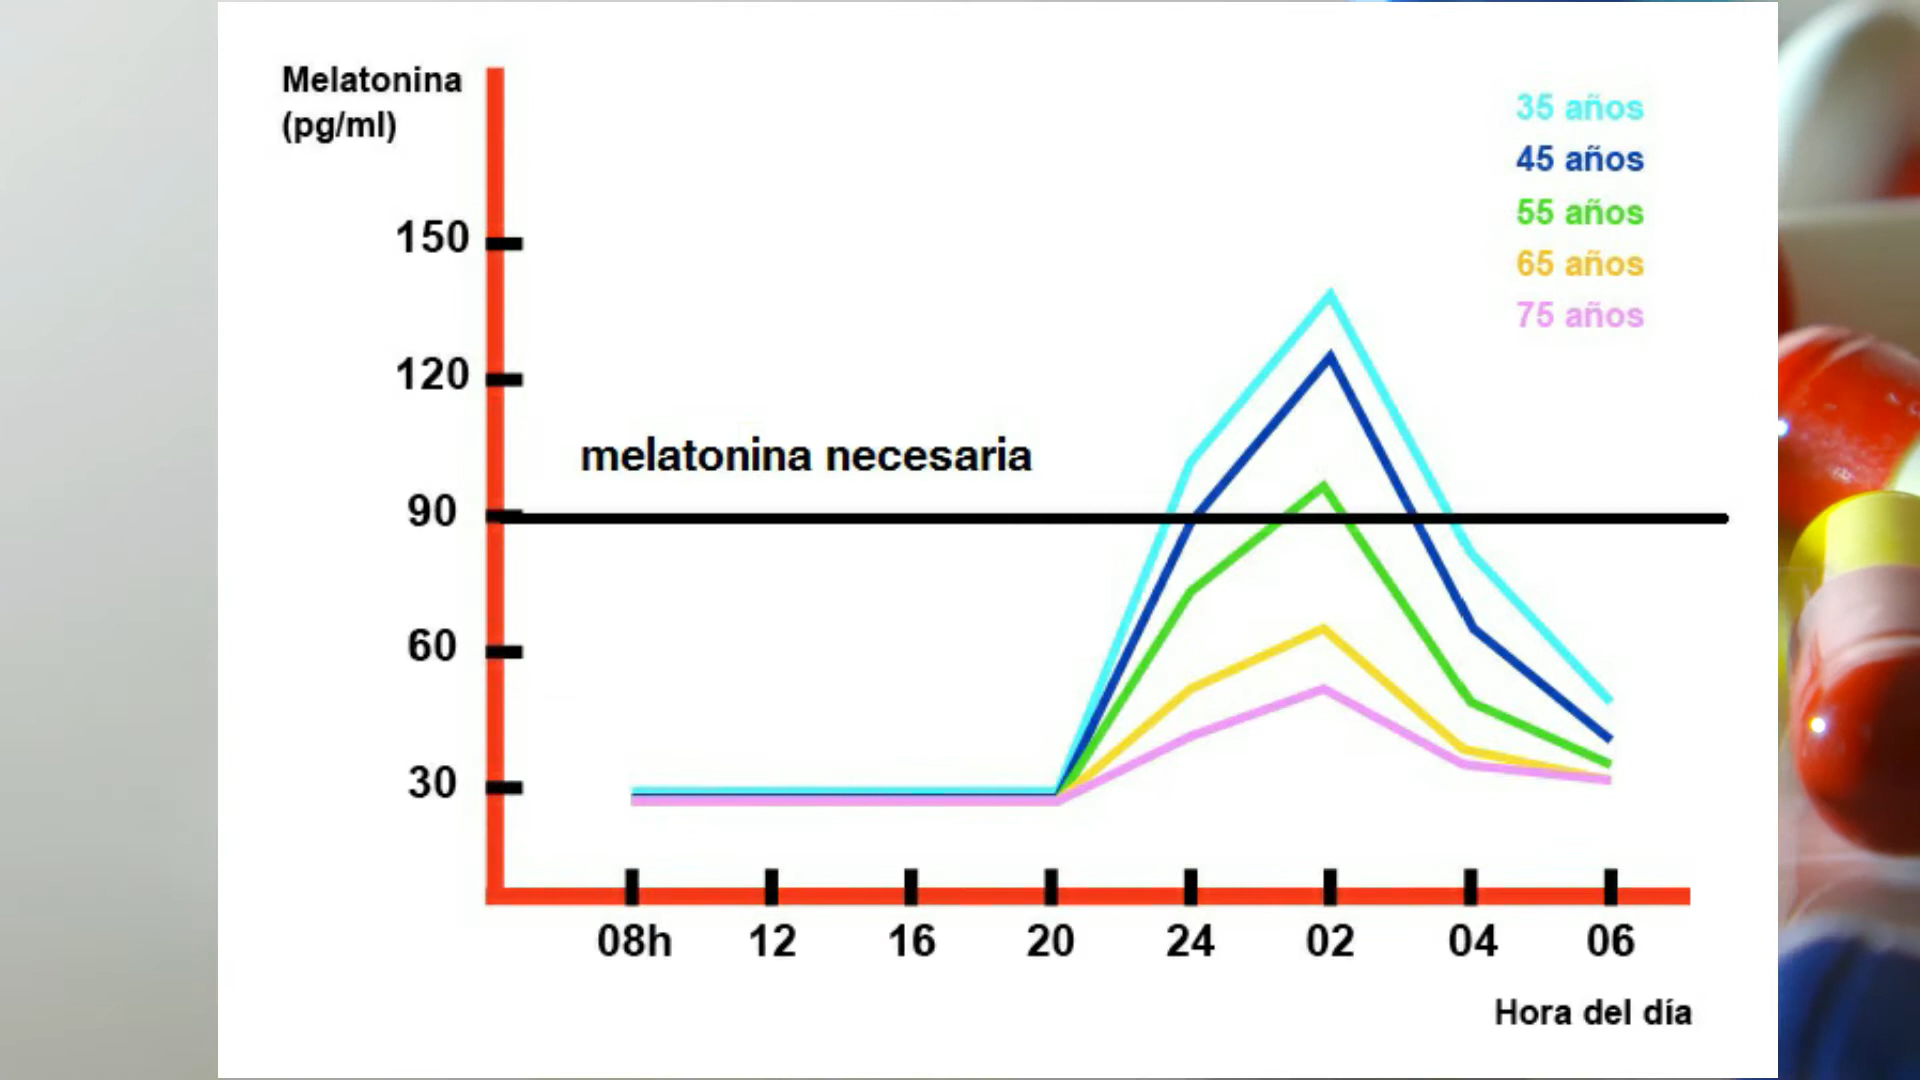 Melatonina
(pg/ml)
35 años
45 años
55 años
65 años
75 años
150
120
melatonina necesaria
90
60
30
08h 12 16 20 24 02 04 06
Hora del día